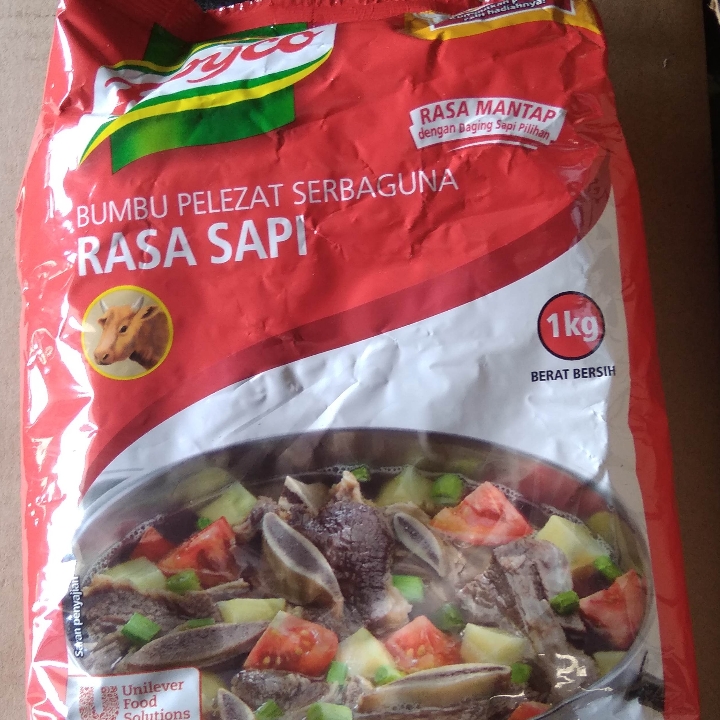 Royco
RASA MANTAP
dengan Daging Sapi Pilihan
BUMBU PELEZAT SERBAGUNA
RASA SAPI
1kg
BERAT BERSIH
Saran penyajian
Unilever
Food
Solutions